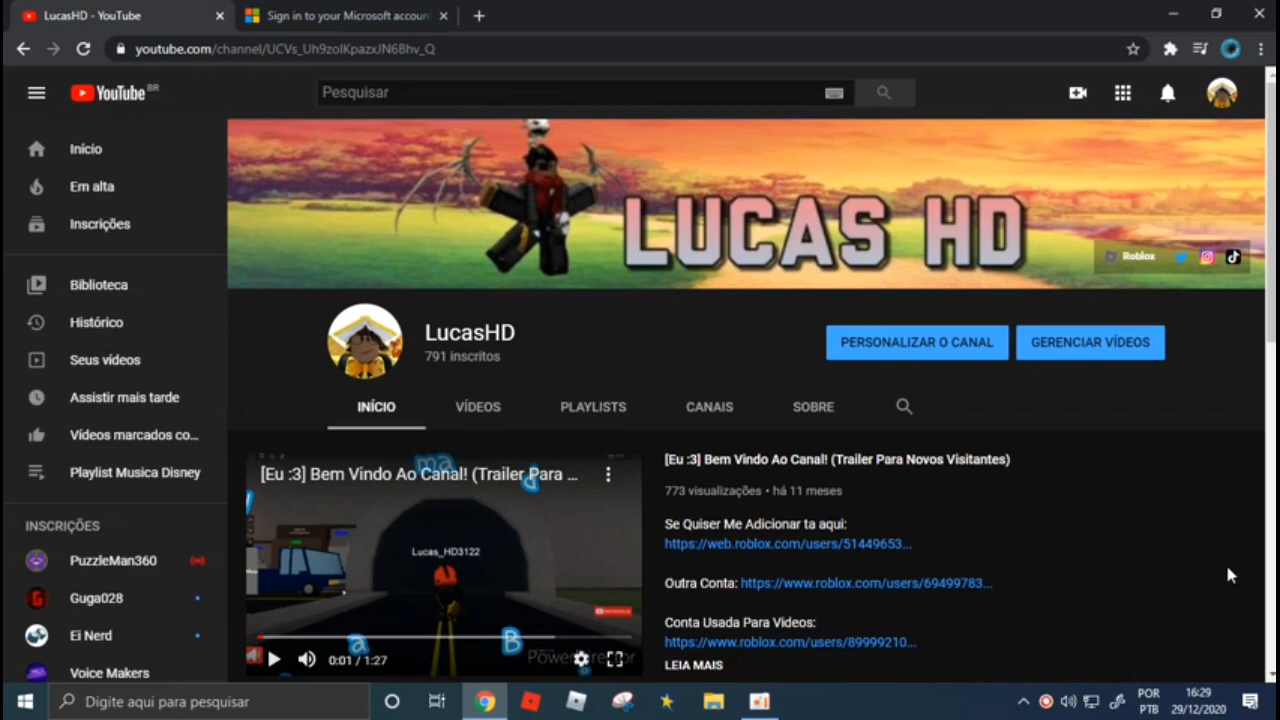 LucasHD - YouTube
Sign in to your Microsoft accoun
youtube.com/channel/UCVs_Uh9zolKpazxJN6Bhv_Q
YouTube BR
Pesquisar
Início
Em alta
Inscrições
Biblioteca
Histórico
Seus vídeos
Assistir mais tarde
Vídeos marcados co...
Playlist Musica Disney
INSCRIÇÕES
PuzzleMan360
Guga028
Ei Nerd
Voice Makers
LUCAS HD
Roblox
LucasHD
791 inscritos
PERSONALIZAR O CANAL
GERENCIAR VÍDEOS
INÍCIO
VÍDEOS
PLAYLISTS
CANAIS
SOBRE
[Eu :3] Bem Vindo Ao Canal! (Trailer Para ...
ma
d
Lucas_HD3122
a
B
0:01 / 1:27
PowerDirector
[Eu :3] Bem Vindo Ao Canal! (Trailer Para Novos Visitantes)
773 visualizações • há 11 meses
Se Quiser Me Adicionar ta aqui:
https://web.roblox.com/users/51449653...
Outra Conta: https://www.roblox.com/users/69499783...
Conta Usada Para Videos:
https://www.roblox.com/users/89999210...
LEIA MAIS
Digite aqui para pesquisar
POR
PTB
16:29
29/12/2020